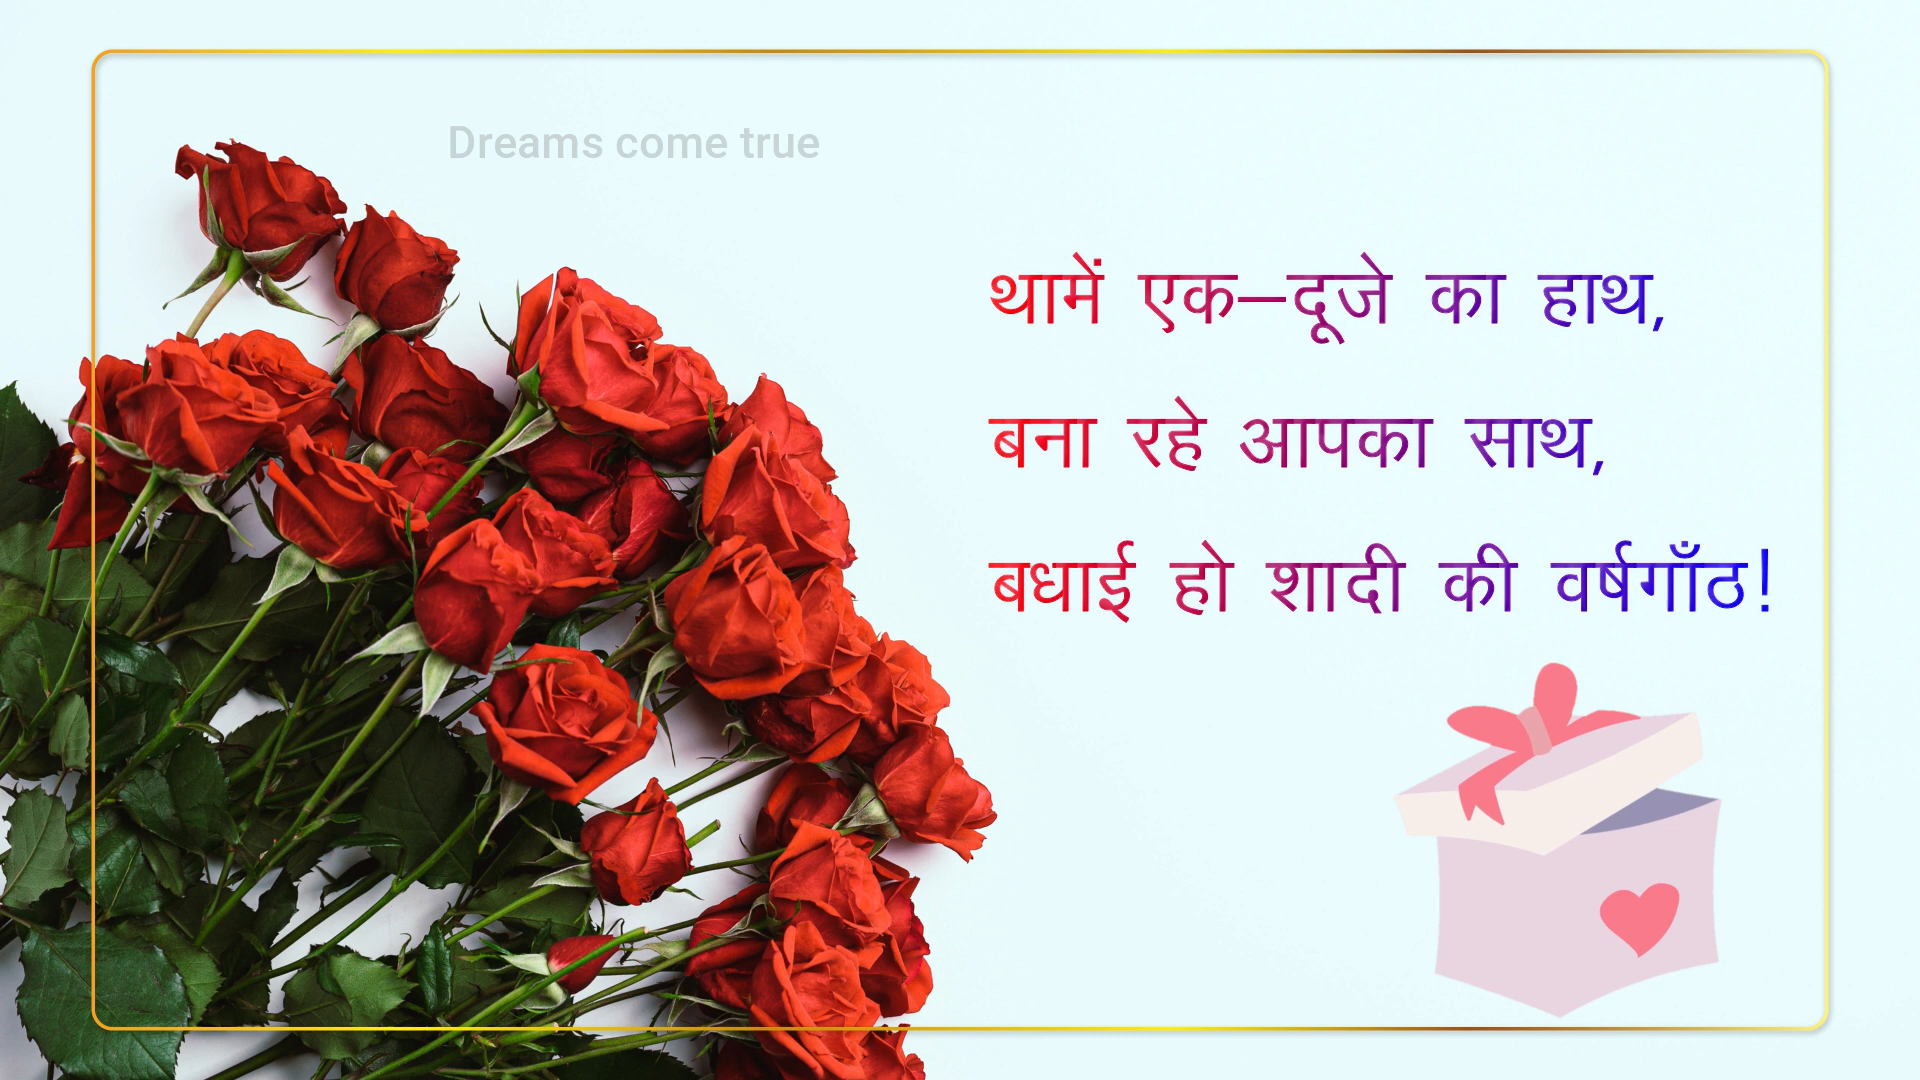 Dreams come true
थामें एक–दूजे का हाथ,
बना रहे आपका साथ,
बधाई हो शादी की वर्षगाँठ!